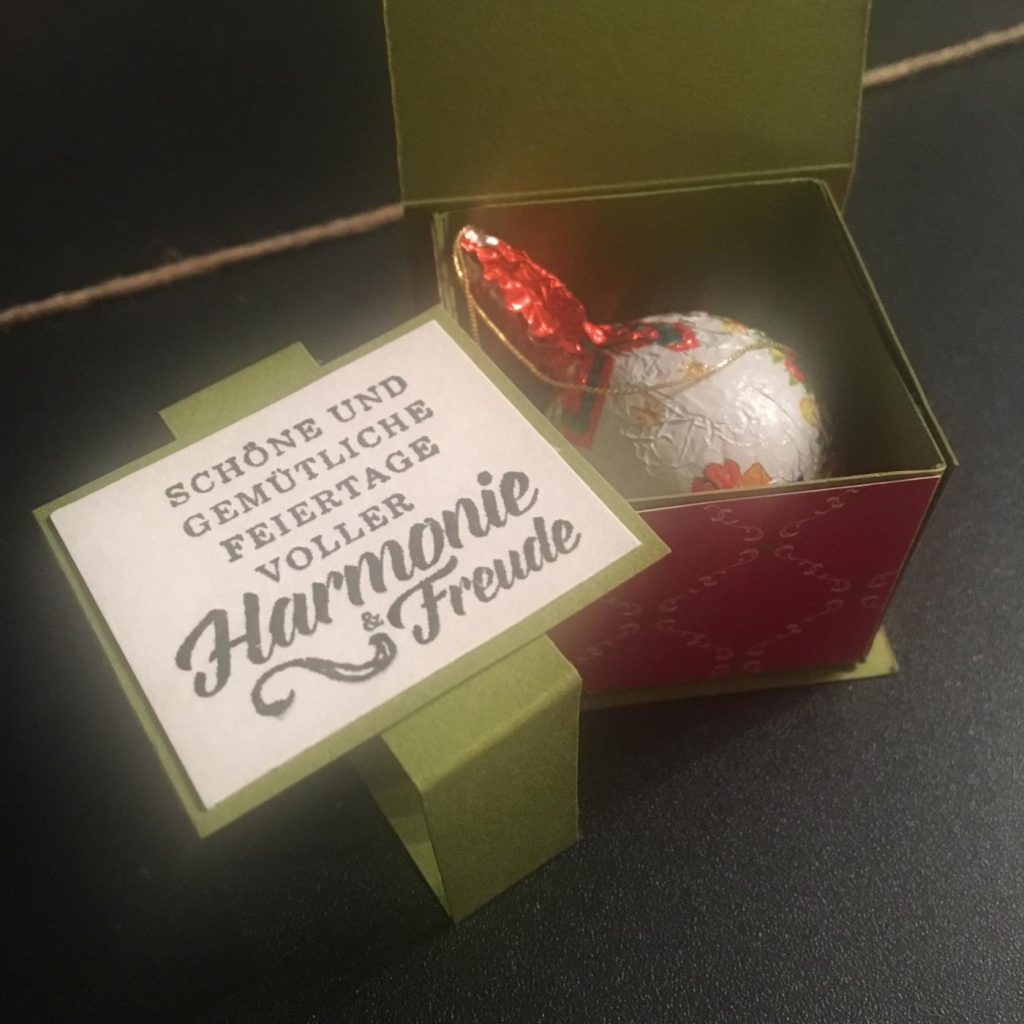 SCHÖNE UND
GEMÜTLICHE
FEIERTAGE
VOLLER
Harmonie
& Freude